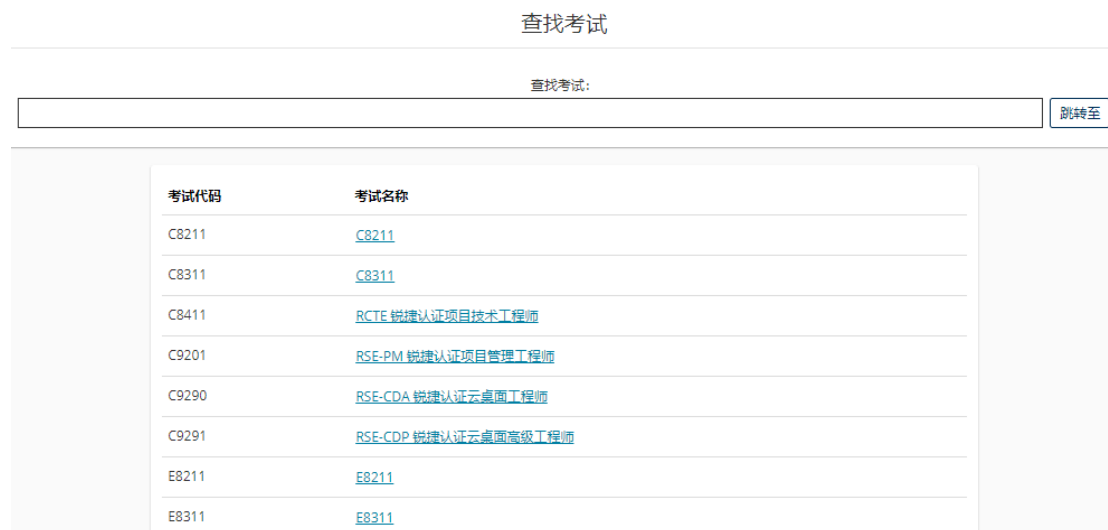 查找考试
查找考试:
跳转至
考试代码 考试名称
C8211 C8211
C8311 C8311
C8411 RCTE 锐捷认证项目技术工程师
C9201 RSE-PM 锐捷认证项目管理工程师
C9290 RSE-CDA 锐捷认证云桌面工程师
C9291 RSE-CDP 锐捷认证云桌面高级工程师
E8211 E8211
E8311 E8311